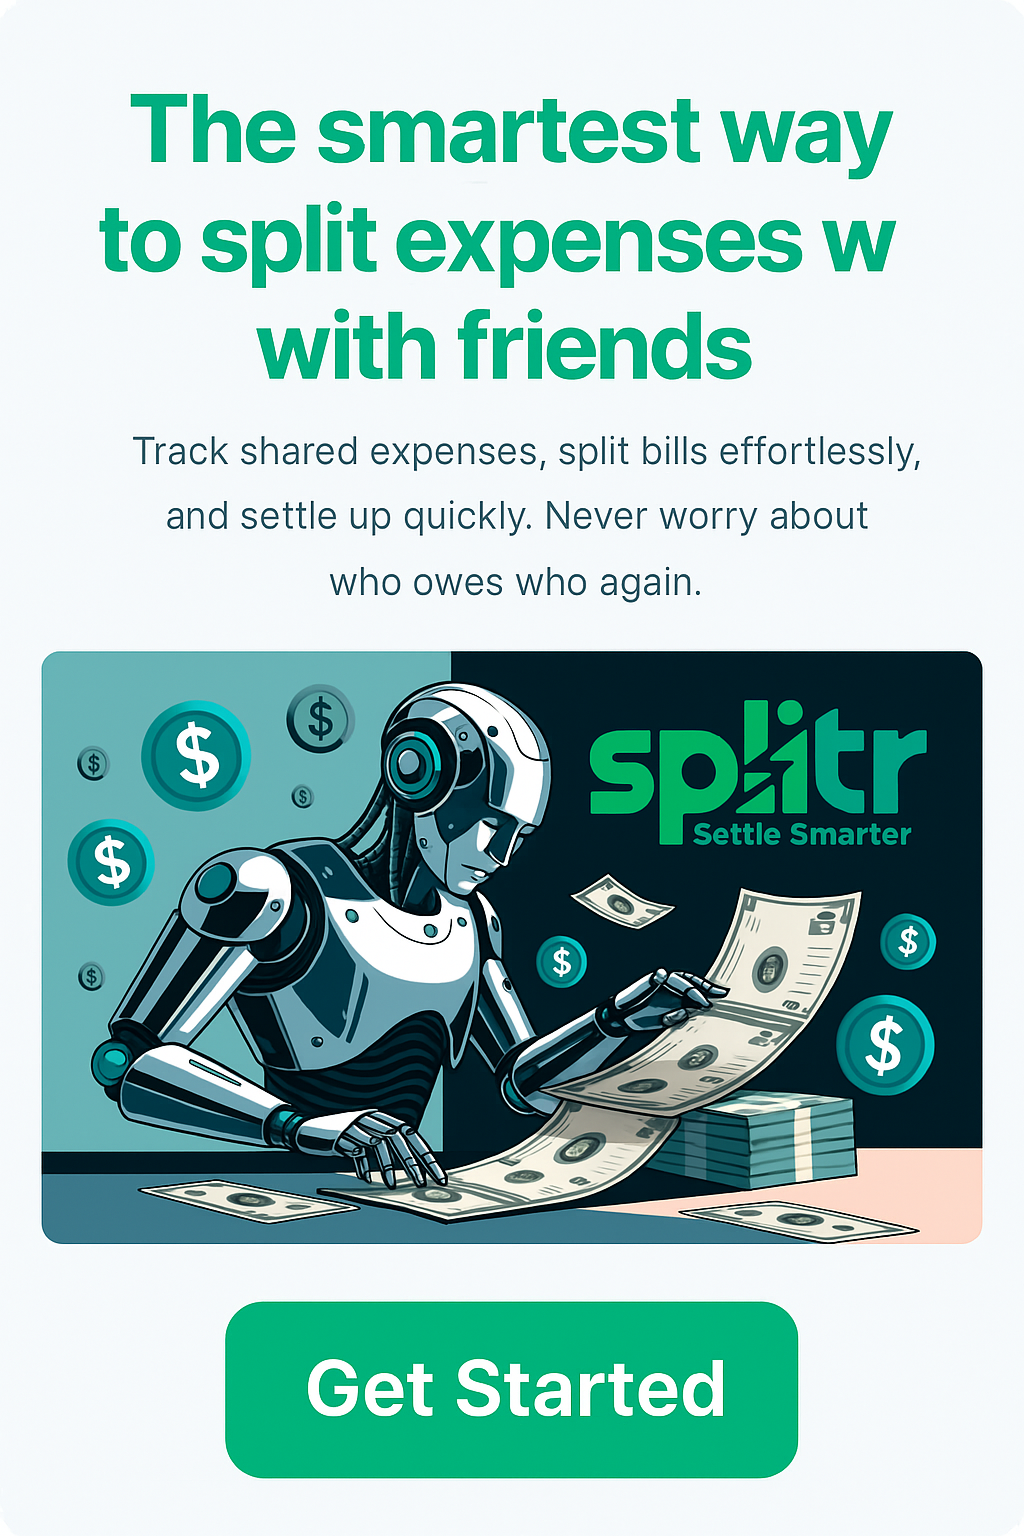 The smartest way
to split expenses w
with friends
Track shared expenses, split bills effortlessly,
and settle up quickly. Never worry about
who owes who again.
splitr
Settle Smarter
$
$
$
$
$
$
$
$
$
Get Started